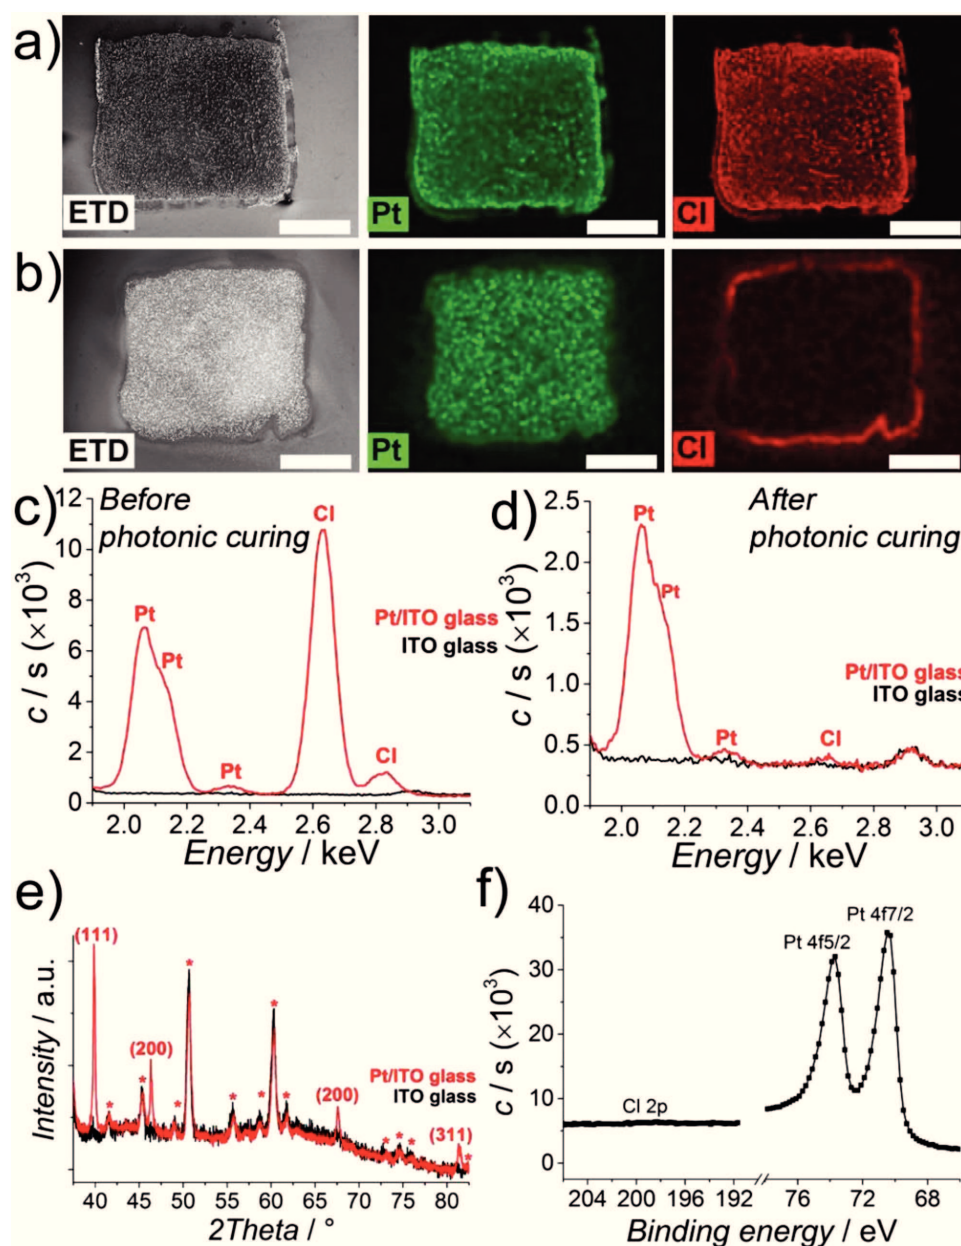 a)
ETD
Pt
Cl
b)
ETD
Pt
Cl
c)
Before
photonic curing
12
10
8
6
4
2
0
c / s (×10³)
Pt
Pt
Pt
Cl
Cl
Pt/ITO glass
ITO glass
2.0 2.2 2.4 2.6 2.8 3.0
Energy / keV
d)
After
photonic curing
2.5
2.0
1.5
1.0
0.5
0.0
c / s (×10³)
Pt
Pt
Pt
Cl
Pt/ITO glass
ITO glass
2.0 2.2 2.4 2.6 2.8 3.0
Energy / keV
e)
Intensity / a.u.
(111)
*
*
(200)
*
*
*
*
*
*
(200)
*
*
*
(311)
*
Pt/ITO glass
ITO glass
40 45 50 55 60 65 70 75 80
2Theta / °
f)
40
30
20
10
0
c / s (×10³)
Cl 2p
Pt 4f5/2
Pt 4f7/2
204 200 196 192 76 72 68
Binding energy / eV